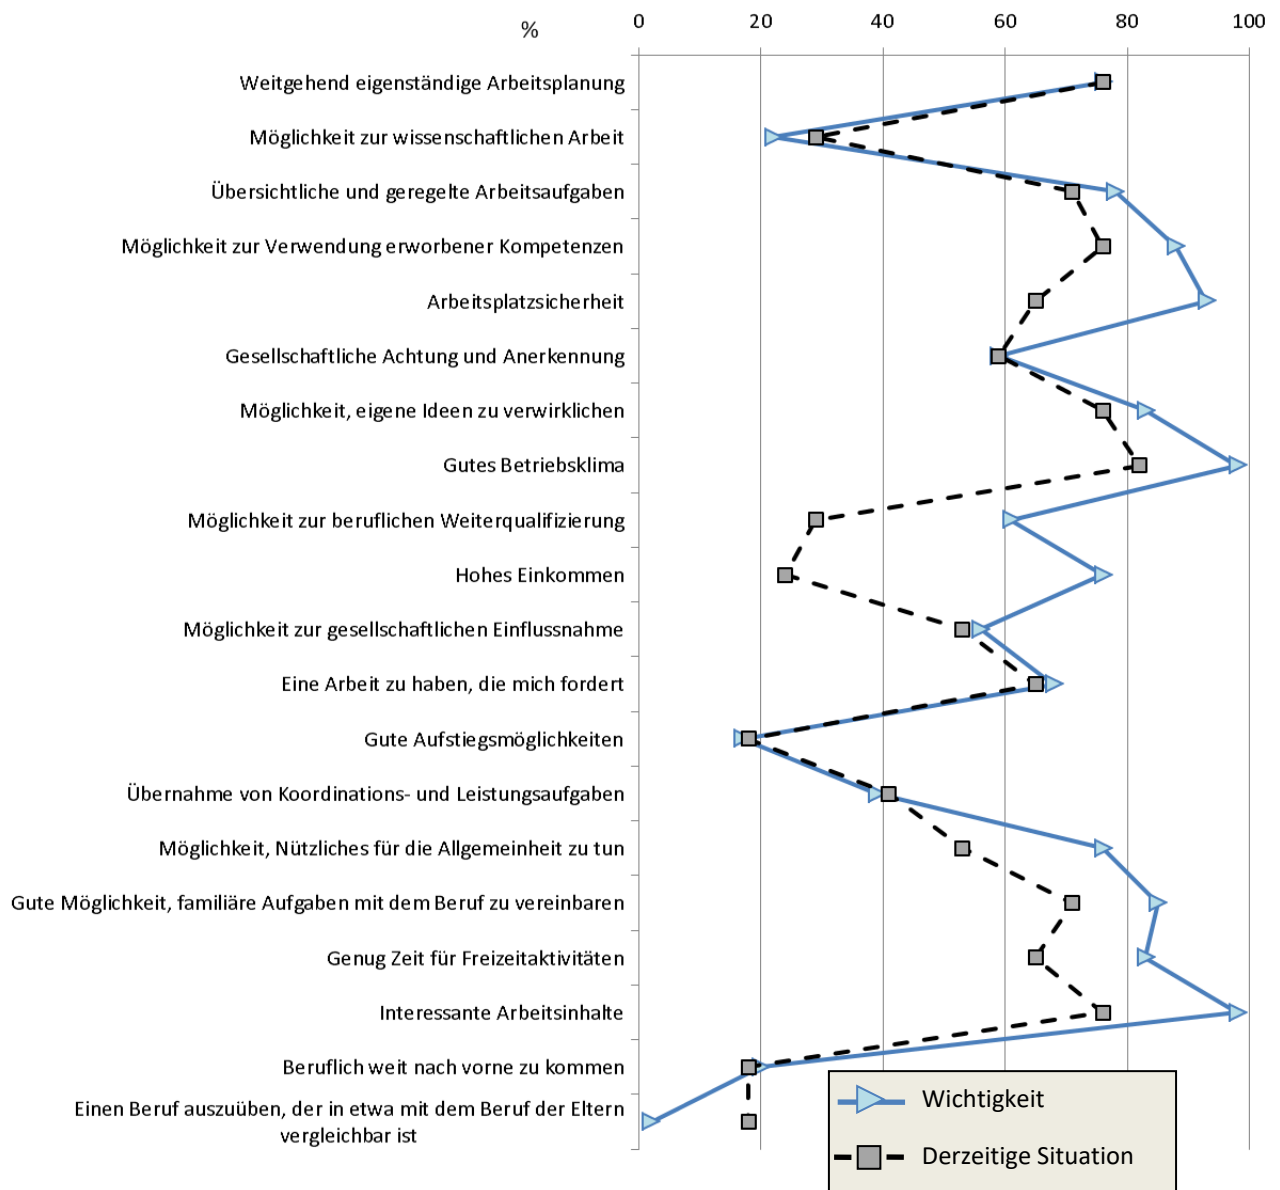 %
0 20 40 60 80 100
Weitgehend eigenständige Arbeitsplanung
Möglichkeit zur wissenschaftlichen Arbeit
Übersichtliche und geregelte Arbeitsaufgaben
Möglichkeit zur Verwendung erworbener Kompetenzen
Arbeitsplatzsicherheit
Gesellschaftliche Achtung und Anerkennung
Möglichkeit, eigene Ideen zu verwirklichen
Gutes Betriebsklima
Möglichkeit zur beruflichen Weiterqualifizierung
Hohes Einkommen
Möglichkeit zur gesellschaftlichen Einflussnahme
Eine Arbeit zu haben, die mich fordert
Gute Aufstiegsmöglichkeiten
Übernahme von Koordinations- und Leistungsaufgaben
Möglichkeit, Nützliches für die Allgemeinheit zu tun
Gute Möglichkeit, familiäre Aufgaben mit dem Beruf zu vereinbaren
Genug Zeit für Freizeitaktivitäten
Interessante Arbeitsinhalte
Beruflich weit nach vorne zu kommen
Einen Beruf auszuüben, der in etwa mit dem Beruf der Eltern
vergleichbar ist
Wichtigkeit
Derzeitige Situation